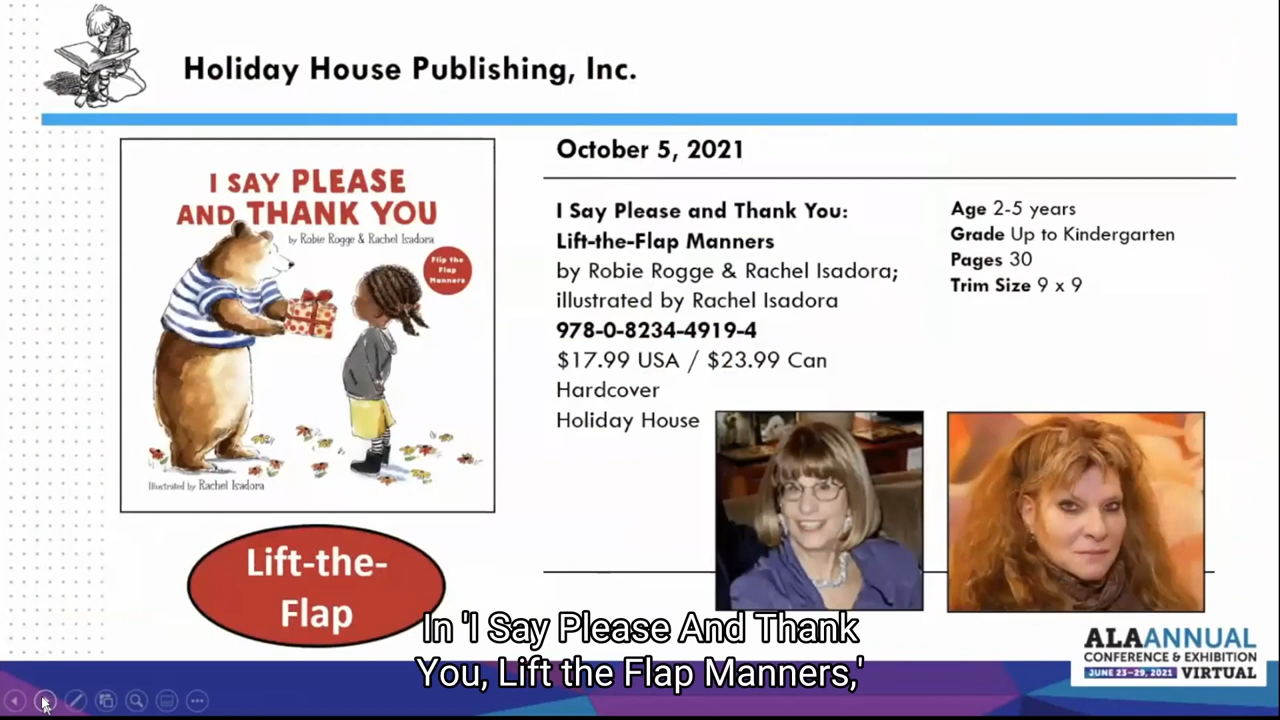 Holiday House Publishing, Inc.
I SAY PLEASE
AND THANK YOU
by Robie Rogge & Rachel Isadora
Flip the
Flap
Manners
Illustrated by Rachel Isadora
Lift-the-
Flap
October 5, 2021
I Say Please and Thank You:
Lift-the-Flap Manners
by Robie Rogge & Rachel Isadora;
illustrated by Rachel Isadora
978-0-8234-4919-4
$17.99 USA / $23.99 Can
Hardcover
Holiday House
Age 2-5 years
Grade Up to Kindergarten
Pages 30
Trim Size 9 x 9
In 'I Say Please And Thank
You, Lift the Flap Manners,'
ALAANNUAL
CONFERENCE & EXHIBITION
JUNE 23–29, 2021 VIRTUAL